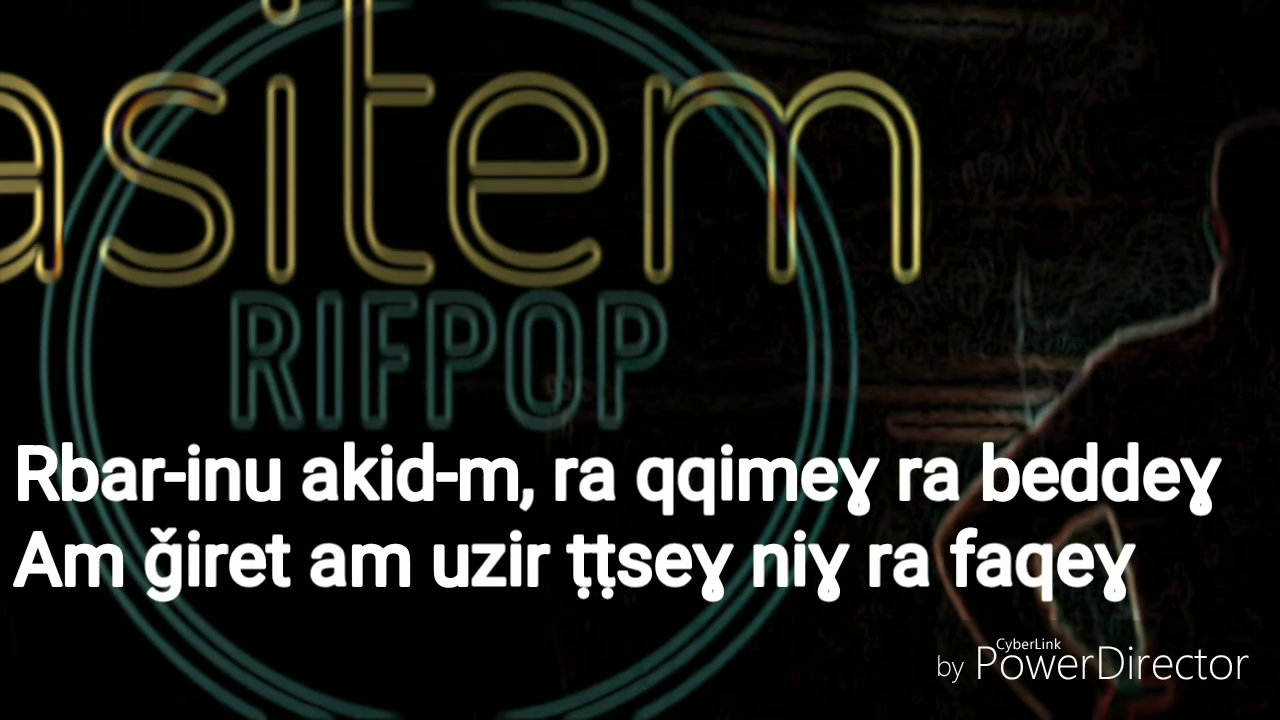 asitem
RIFPOP
Rbar-inu akid-m, ra qqimeɣ ra beddeɣ
Am ǧiret am uzir ṭṭseɣ niɣ ra faqeɣ
CyberLink
by PowerDirector